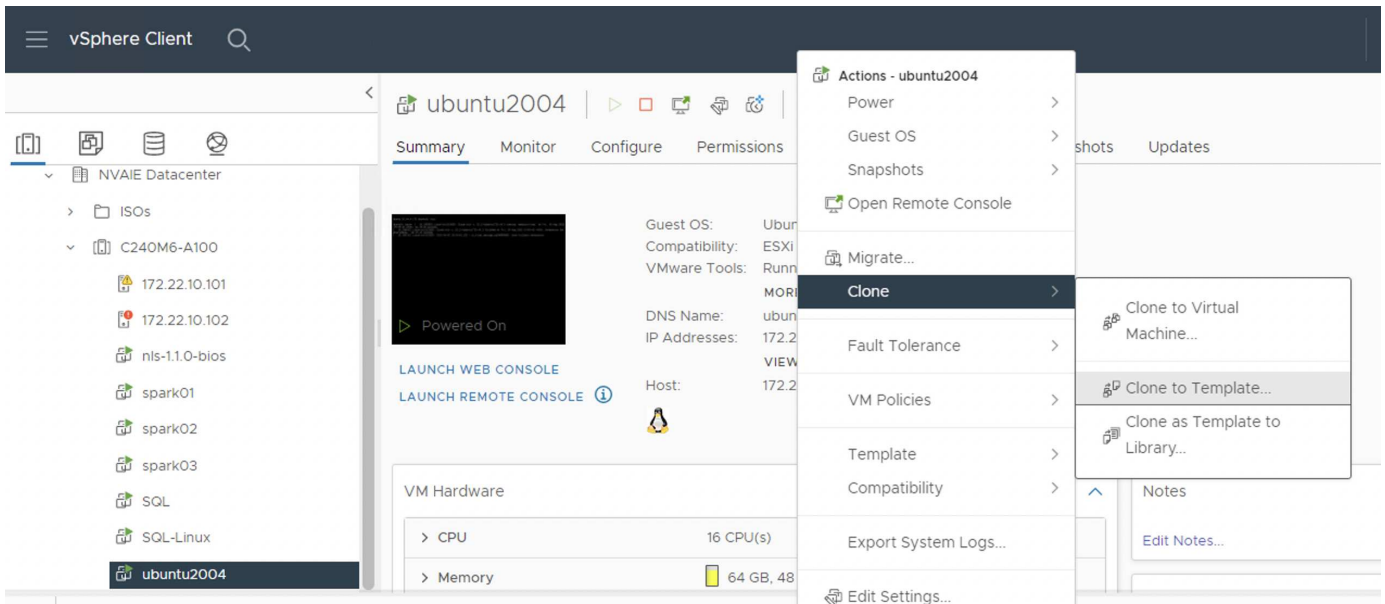 vSphere Client
NVAIE Datacenter
ISOs
C240M6-A100
172.22.10.101
172.22.10.102
nls-1.1.0-bios
spark01
spark02
spark03
SQL
SQL-Linux
ubuntu2004
ubuntu2004
Summary Monitor Configure Permissions shots Updates
Powered On
LAUNCH WEB CONSOLE
LAUNCH REMOTE CONSOLE
Guest OS: Ubun
Compatibility: ESXi
VMware Tools: Runn
MORE
DNS Name: ubun
IP Addresses: 172.2
VIEW
Host: 172.2
VM Hardware
CPU 16 CPU(s)
Memory 64 GB, 48
Actions - ubuntu2004
Power
Guest OS
Snapshots
Open Remote Console
Migrate...
Clone
Fault Tolerance
VM Policies
Template
Compatibility
Export System Logs...
Edit Settings...
Clone to Virtual
Machine...
Clone to Template...
Clone as Template to
Library...
Notes
Edit Notes...